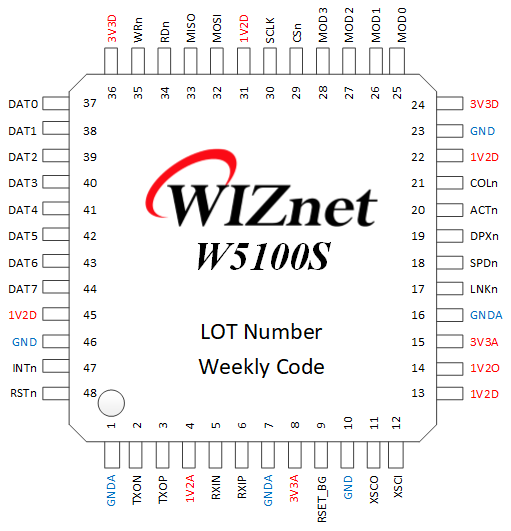 3V3D WRn RDn MISO MOSI 1V2D SCLK CSn MOD3 MOD2 MOD1 MOD0
36 35 34 33 32 31 30 29 28 27 26 25
DAT0 37 24 3V3D
DAT1 38 23 GND
DAT2 39 22 1V2D
DAT3 40 21 COLn
DAT4 41 20 ACTn
DAT5 42 19 DPXn
DAT6 43 18 SPDn
DAT7 44 17 LNKn
1V2D 45 16 GNDA
GND 46 15 3V3A
INTn 47 14 1V2O
RSTn 48 13 1V2D
WIZnet
W5100S
LOT Number
Weekly Code
1 2 3 4 5 6 7 8 9 10 11 12
GNDA TXON TXOP 1V2A RXIN RXIP GNDA 3V3A RSET_BG GND XSCO XSCI